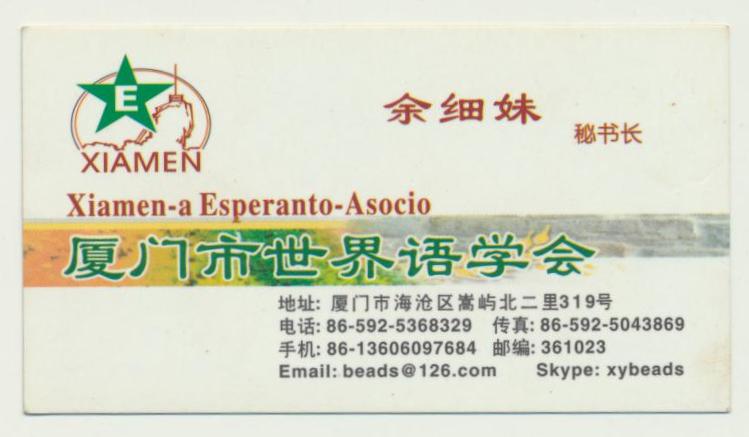 E
XIAMEN
余细妹
秘书长
Xiamen-a Esperanto-Asocio
厦门市世界语学会
地址: 厦门市海沧区嵩屿北二里319号
电话: 86-592-5368329 传真: 86-592-5043869
手机: 86-13606097684 邮编: 361023
Email: beads@126.com Skype: xybeads